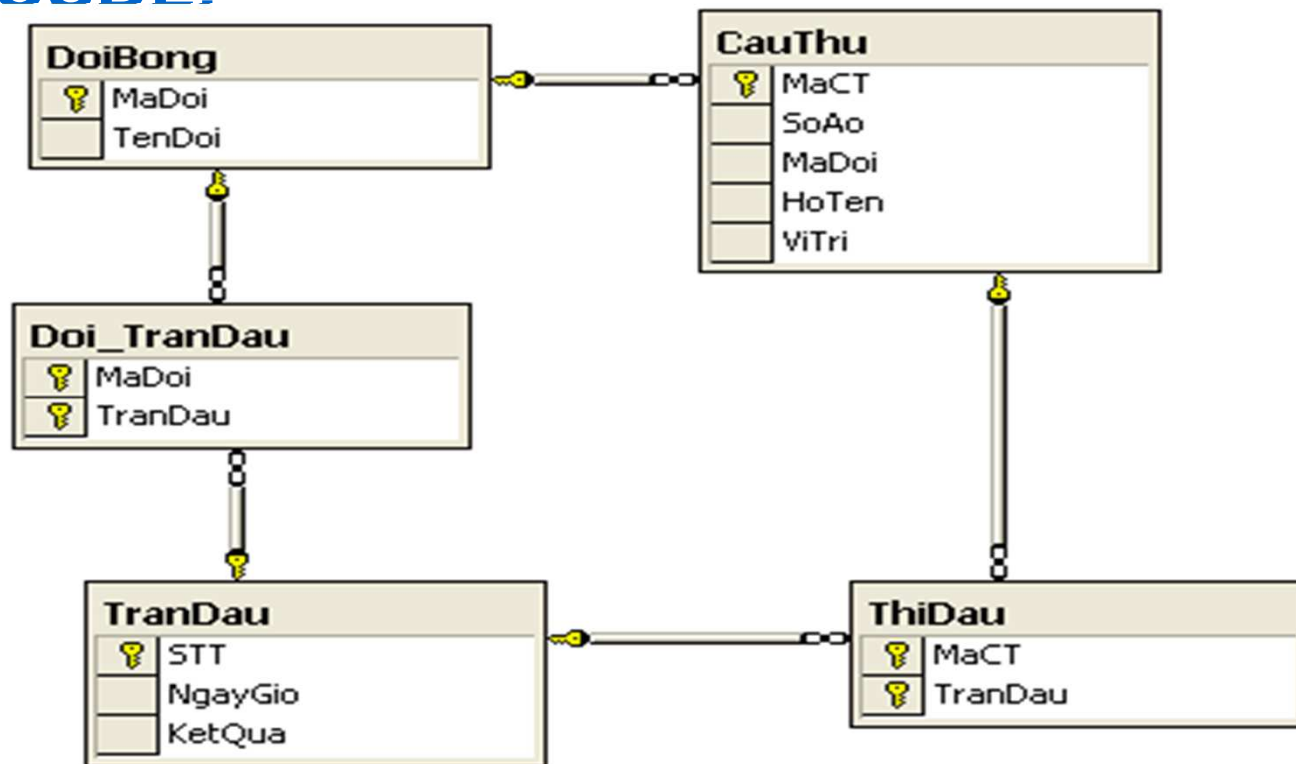 DoiBong
MaDoi
TenDoi
CauThu
MaCT
SoAo
MaDoi
HoTen
ViTri
Doi_TranDau
MaDoi
TranDau
TranDau
STT
NgayGio
KetQua
ThiDau
MaCT
TranDau